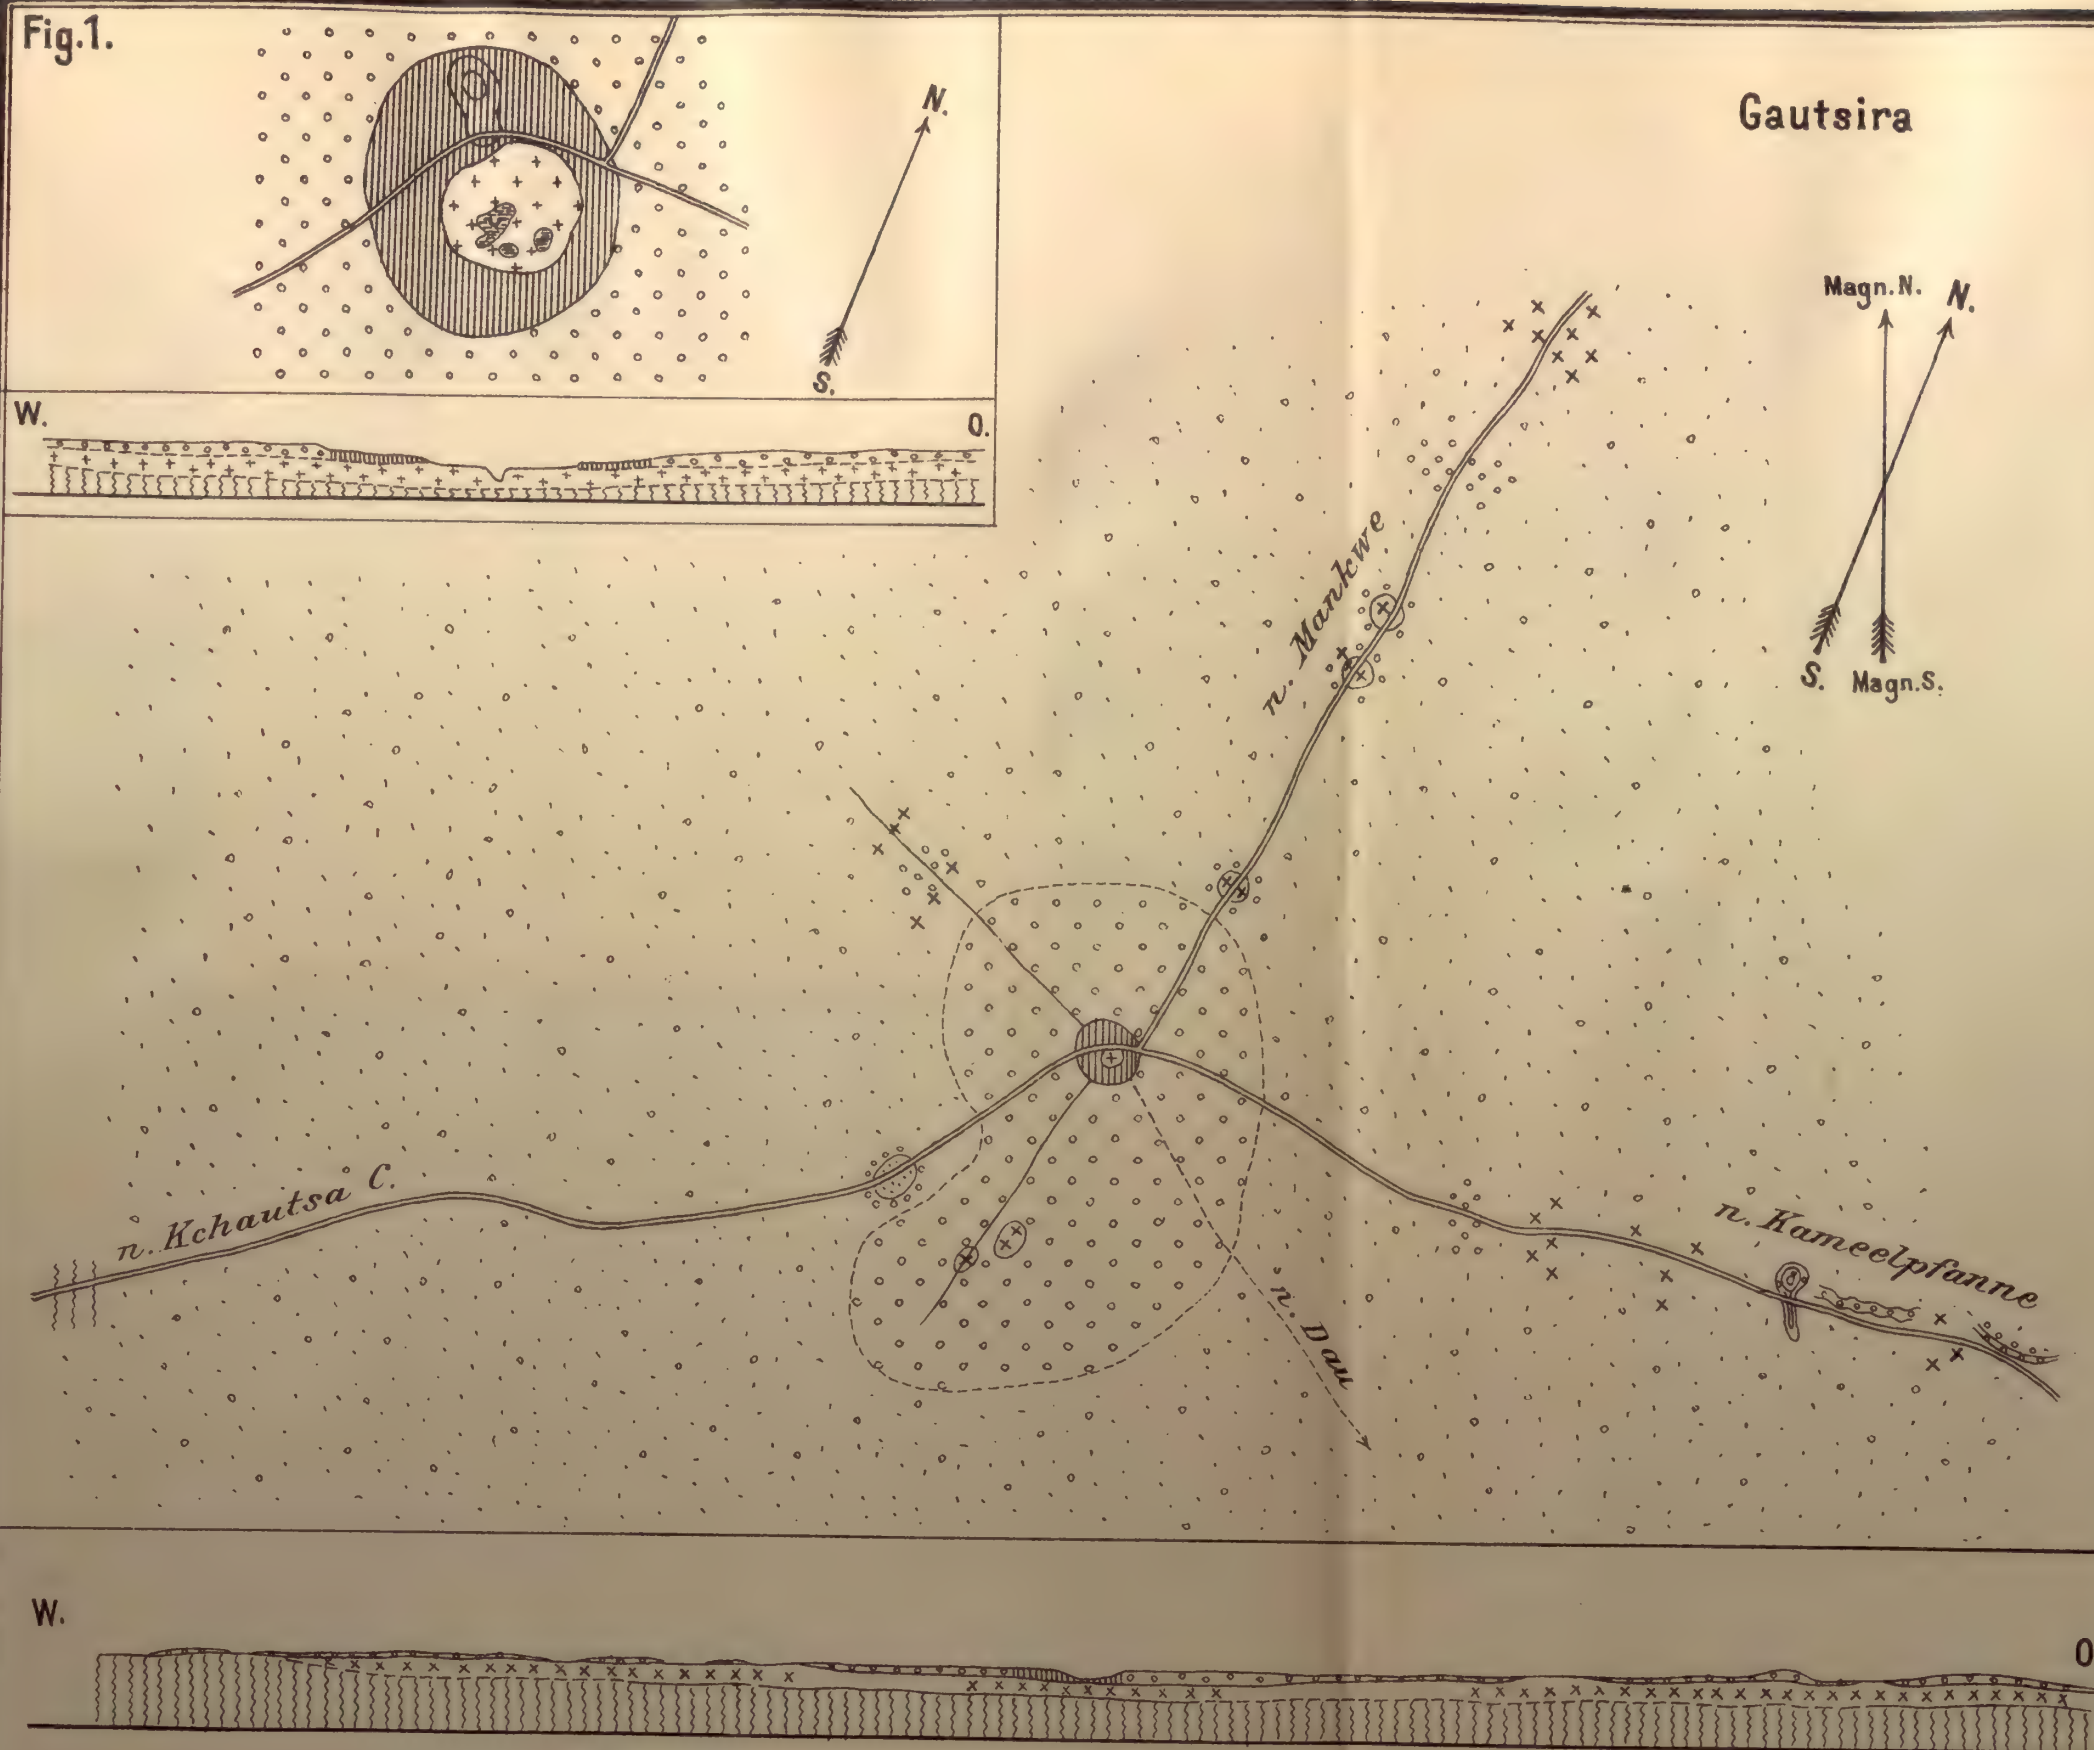 Fig.1.
N.
S.
W.
O.
Gautsira
Magn.N.
N.
S.
Magn.S.
n. Mankwe
n. Kchautsa C.
n. Kameelpfanne
n. Dau
W.
O